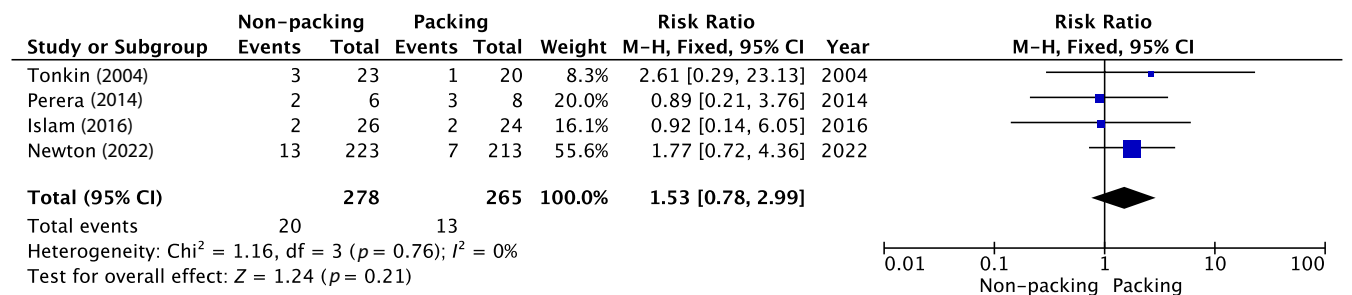 Non-packing Packing Risk Ratio Risk Ratio
Study or Subgroup Events Total Events Total Weight M-H, Fixed, 95% CI Year M-H, Fixed, 95% CI
Tonkin (2004) 3 23 1 20 8.3% 2.61 [0.29, 23.13] 2004
Perera (2014) 2 6 3 8 20.0% 0.89 [0.21, 3.76] 2014
Islam (2016) 2 26 2 24 16.1% 0.92 [0.14, 6.05] 2016
Newton (2022) 13 223 7 213 55.6% 1.77 [0.72, 4.36] 2022
Total (95% CI) 278 265 100.0% 1.53 [0.78, 2.99]
Total events 20 13
Heterogeneity: Chi² = 1.16, df = 3 (p = 0.76); I² = 0%
Test for overall effect: Z = 1.24 (p = 0.21)
0.01 0.1 1 10 100
Non-packing Packing